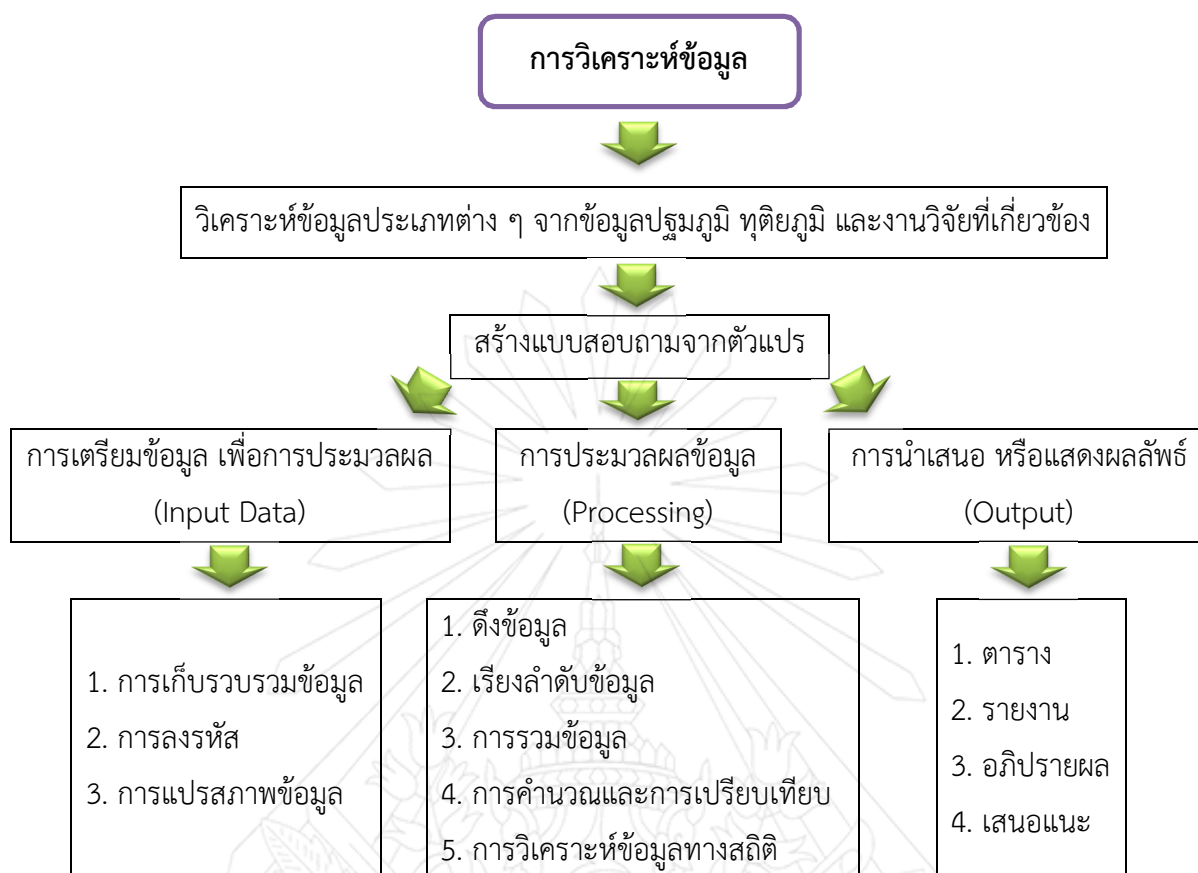 การวิเคราะห์ข้อมูล
วิเคราะห์ข้อมูลประเภทต่าง ๆ จากข้อมูลปฐมภูมิ ทุติยภูมิ และงานวิจัยที่เกี่ยวข้อง
สร้างแบบสอบถามจากตัวแปร
การเตรียมข้อมูล เพื่อการประมวลผล
(Input Data)
การประมวลผลข้อมูล
(Processing)
การนำเสนอ หรือแสดงผลลัพธ์
(Output)
1. การเก็บรวบรวมข้อมูล
2. การลงรหัส
3. การแปรสภาพข้อมูล
1. ดึงข้อมูล
2. เรียงลำดับข้อมูล
3. การรวมข้อมูล
4. การคำนวณและการเปรียบเทียบ
5. การวิเคราะห์ข้อมูลทางสถิติ
1. ตาราง
2. รายงาน
3. อภิปรายผล
4. เสนอแนะ